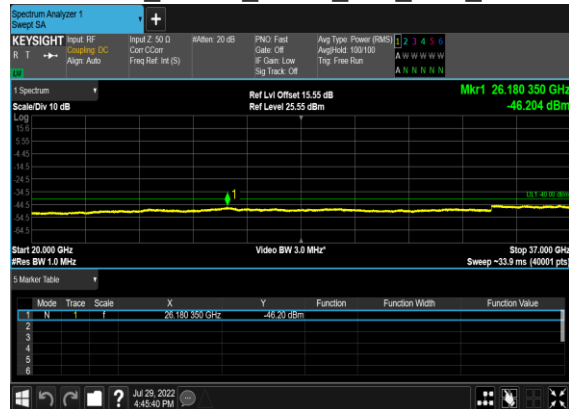 Spectrum Analyzer 1
Swept SA
+
KEYSIGHT
R T
Input: RF
Coupling: DC
Align: Auto
Input Z: 50 Ω
Corr CCorr
Freq Ref: Int (S)
#Atten: 20 dB
PNO: Fast
Gate: Off
IF Gain: Low
Sig Track: Off
Avg Type: Power (RMS)
Avg|Hold: 100/100
Trig: Free Run
1 2 3 4 5 6
A W W W W W
A N N N N N
1 Spectrum
Scale/Div 10 dB
Ref Lvl Offset 15.55 dB
Ref Level 25.55 dBm
Mkr1 26.180 350 GHz
-46.204 dBm
Log
15.6
5.55
-4.45
-14.5
-24.5
-34.5
-44.5
-54.5
-64.5
1
DL1 -40.00 dBm
Start 20.000 GHz
#Res BW 1.0 MHz
Video BW 3.0 MHz*
Stop 37.000 GHz
Sweep ~33.9 ms (40001 pts)
5 Marker Table
Mode Trace Scale X Y Function Function Width Function Value
1 N 1 f 26.180 350 GHz -46.20 dBm
2
3
4
5
6
?
Jul 29, 2022
4:45:40 PM